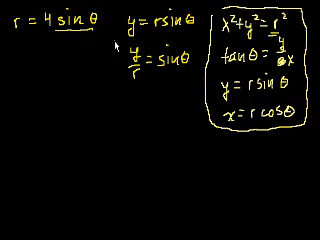 r = 4 sin θ
y = r sin θ
y/r = sin θ
x² + y² = r²
tan θ = y/x
y = r sin θ
x = r cos θ